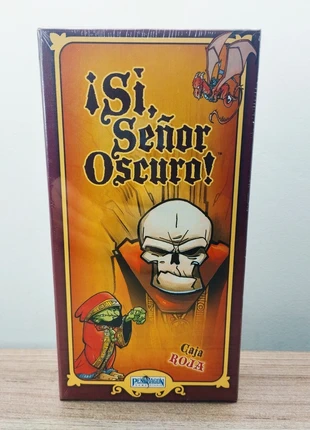 ¡Sí,
Señor
Oscuro!
Caja
ROJA